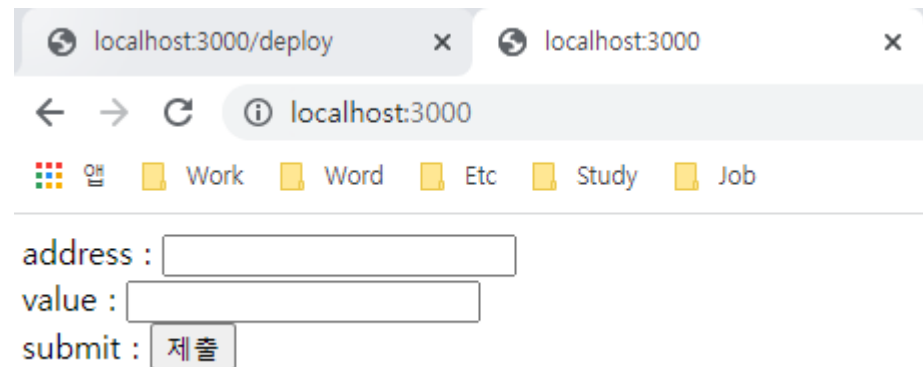 localhost:3000/deploy localhost:3000
localhost:3000
앱 Work Word Etc Study Job
address :
value :
submit : 제출